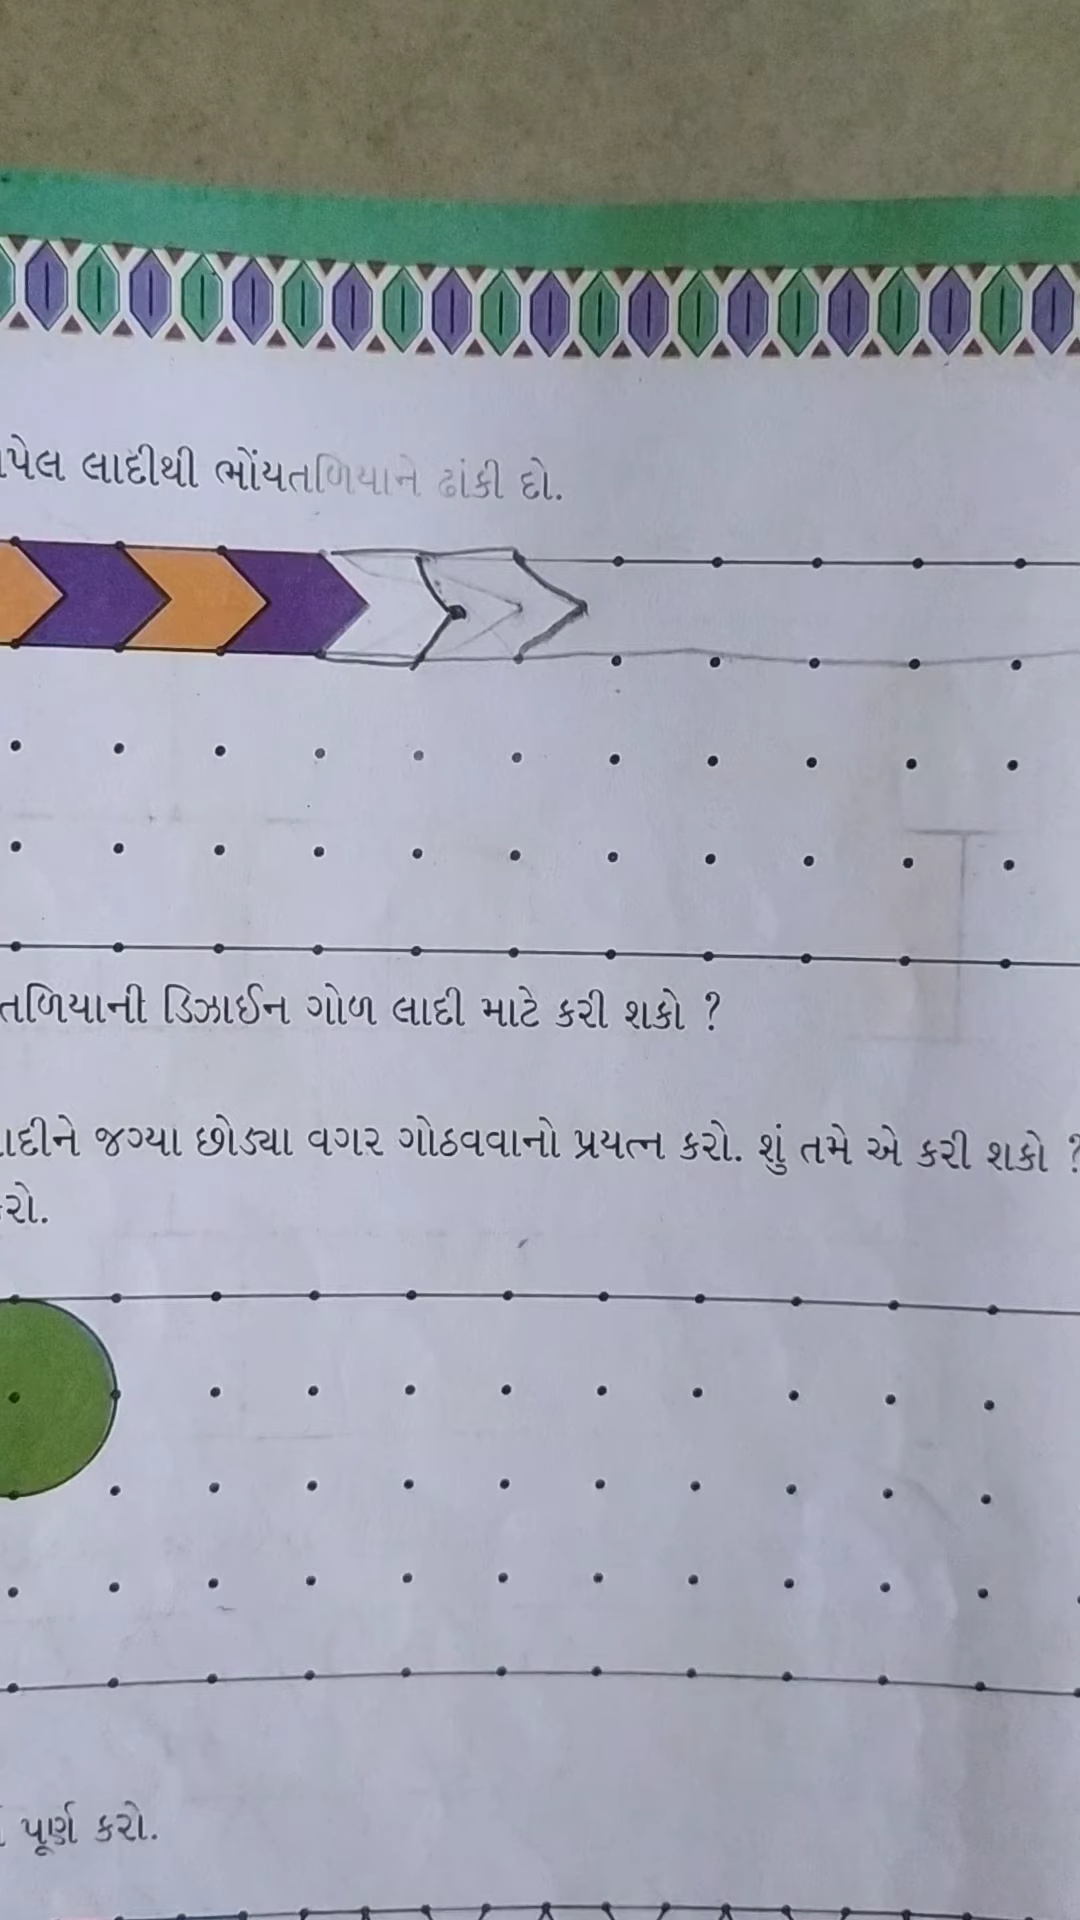 લાદીથી ભોંયતળિયાને ઢાંકી દો.
તળિયાની ડિઝાઈન ગોળ લાદી માટે કરી શકો ?
જગ્યા છોડ્યા વગર ગોઠવવાનો પ્રયત્ન કરો. શું તમે એ કરી શકો ?
પૂર્ણ કરો.